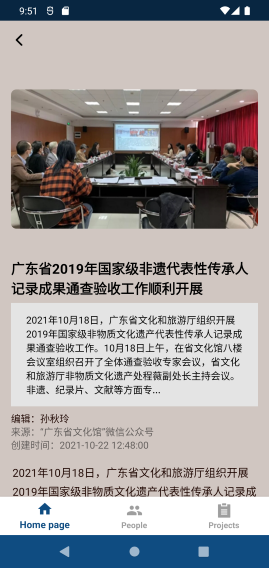 9:51
广东省2019年国家级非遗代表性传承人
记录成果通查验收工作顺利开展
2021年10月18日，广东省文化和旅游厅组织开展
2019年国家级非物质文化遗产代表性传承人记录成
果通查验收工作。10月18日上午，在省文化馆八楼
会议室组织召开了全体通查验收专家会议，省文化
和旅游厅非物质文化遗产处程薇副处长主持会议。
非遗、纪录片、文献等方面专...
编辑：孙秋玲
来源：“广东省文化馆”微信公众号
创建时间：2021-10-22 12:48:00
2021年10月18日，广东省文化和旅游厅组织开展
2019年国家级非物质文化遗产代表性传承人记录成
Home page
People
Projects